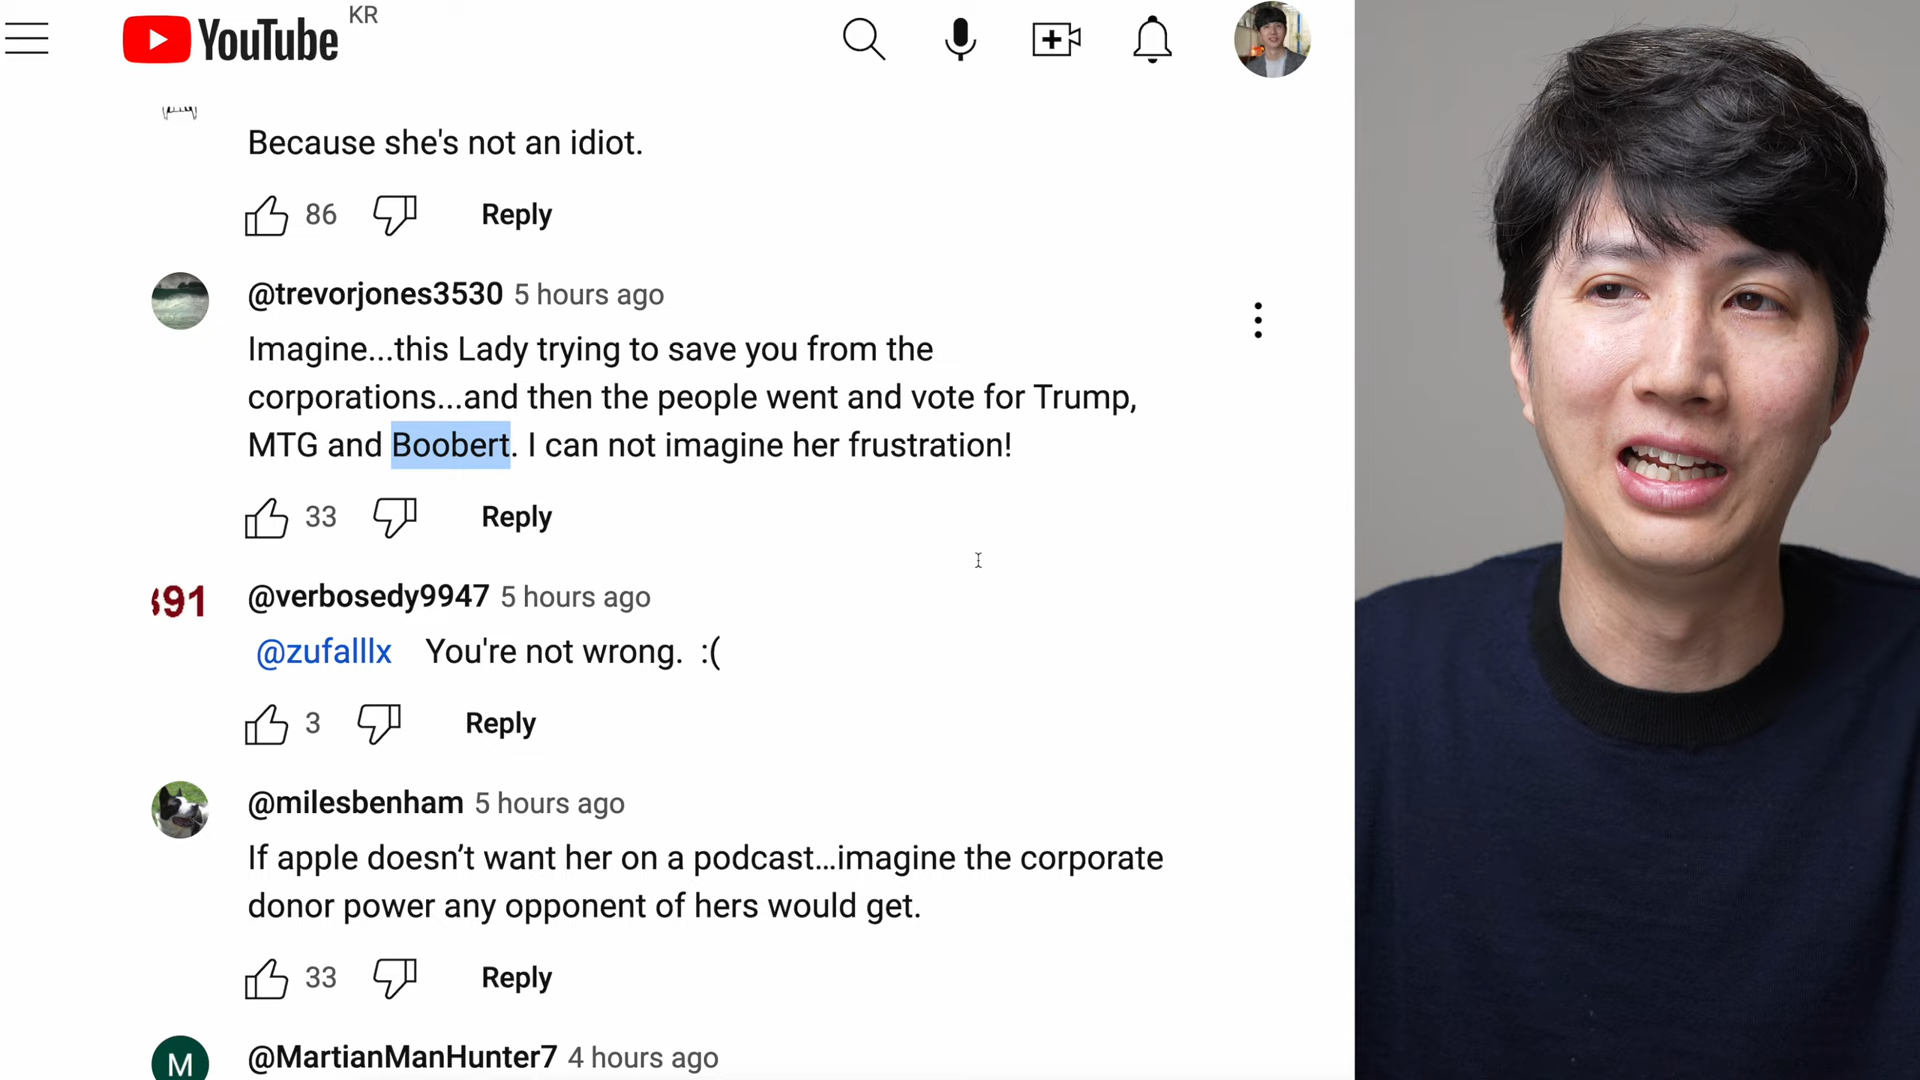 YouTube KR
Because she's not an idiot.
86 Reply
@trevorjones3530 5 hours ago
Imagine...this Lady trying to save you from the
corporations...and then the people went and vote for Trump,
MTG and Boobert. I can not imagine her frustration!
33 Reply
91
@verbosedy9947 5 hours ago
@zufalllx You're not wrong. :(
3 Reply
@milesbenham 5 hours ago
If apple doesn’t want her on a podcast…imagine the corporate
donor power any opponent of hers would get.
33 Reply
M
@MartianManHunter7 4 hours ago